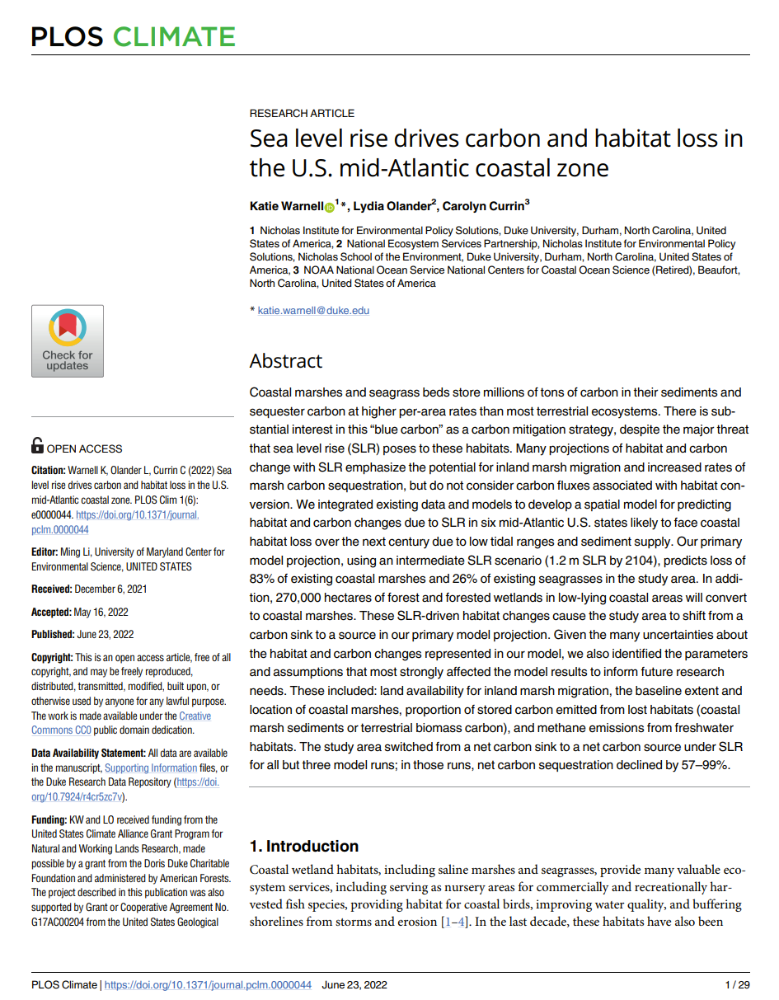 PLOS CLIMATE
RESEARCH ARTICLE
Sea level rise drives carbon and habitat loss in
the U.S. mid-Atlantic coastal zone
Katie Warnell iD 1*, Lydia Olander2, Carolyn Currin3
1 Nicholas Institute for Environmental Policy Solutions, Duke University, Durham, North Carolina, United
States of America, 2 National Ecosystem Services Partnership, Nicholas Institute for Environmental Policy
Solutions, Nicholas School of the Environment, Duke University, Durham, North Carolina, United States of
America, 3 NOAA National Ocean Service National Centers for Coastal Ocean Science (Retired), Beaufort,
North Carolina, United States of America
* katie.warnell@duke.edu
Abstract
Coastal marshes and seagrass beds store millions of tons of carbon in their sediments and
sequester carbon at higher per-area rates than most terrestrial ecosystems. There is sub-
stantial interest in this “blue carbon” as a carbon mitigation strategy, despite the major threat
that sea level rise (SLR) poses to these habitats. Many projections of habitat and carbon
change with SLR emphasize the potential for inland marsh migration and increased rates of
marsh carbon sequestration, but do not consider carbon fluxes associated with habitat con-
version. We integrated existing data and models to develop a spatial model for predicting
habitat and carbon changes due to SLR in six mid-Atlantic U.S. states likely to face coastal
habitat loss over the next century due to low tidal ranges and sediment supply. Our primary
model projection, using an intermediate SLR scenario (1.2 m SLR by 2104), predicts loss of
83% of existing coastal marshes and 26% of existing seagrasses in the study area. In addi-
tion, 270,000 hectares of forest and forested wetlands in low-lying coastal areas will convert
to coastal marshes. These SLR-driven habitat changes cause the study area to shift from a
carbon sink to a source in our primary model projection. Given the many uncertainties about
the habitat and carbon changes represented in our model, we also identified the parameters
and assumptions that most strongly affected the model results to inform future research
needs. These included: land availability for inland marsh migration, the baseline extent and
location of coastal marshes, proportion of stored carbon emitted from lost habitats (coastal
marsh sediments or terrestrial biomass carbon), and methane emissions from freshwater
habitats. The study area switched from a net carbon sink to a net carbon source under SLR
for all but three model runs; in those runs, net carbon sequestration declined by 57–99%.
1. Introduction
Coastal wetland habitats, including saline marshes and seagrasses, provide many valuable eco-
system services, including serving as nursery areas for commercially and recreationally har-
vested fish species, providing habitat for coastal birds, improving water quality, and buffering
shorelines from storms and erosion [1–4]. In the last decade, these habitats have also been
Check for
updates
OPEN ACCESS
Citation: Warnell K, Olander L, Currin C (2022) Sea
level rise drives carbon and habitat loss in the U.S.
mid-Atlantic coastal zone. PLOS Clim 1(6):
e0000044. https://doi.org/10.1371/journal.
pclm.0000044
Editor: Ming Li, University of Maryland Center for
Environmental Science, UNITED STATES
Received: December 6, 2021
Accepted: May 16, 2022
Published: June 23, 2022
Copyright: This is an open access article, free of all
copyright, and may be freely reproduced,
distributed, transmitted, modified, built upon, or
otherwise used by anyone for any lawful purpose.
The work is made available under the Creative
Commons CC0 public domain dedication.
Data Availability Statement: All data are available
in the manuscript, Supporting Information files, or
the Duke Research Data Repository (https://doi.
org/10.7924/r4cr5zc7v).
Funding: KW and LO received funding from the
United States Climate Alliance Grant Program for
Natural and Working Lands Research, made
possible by a grant from the Doris Duke Charitable
Foundation and administered by American Forests.
The project described in this publication was also
supported by Grant or Cooperative Agreement No.
G17AC00204 from the United States Geological
PLOS Climate | https://doi.org/10.1371/journal.pclm.0000044 June 23, 2022
1 / 29